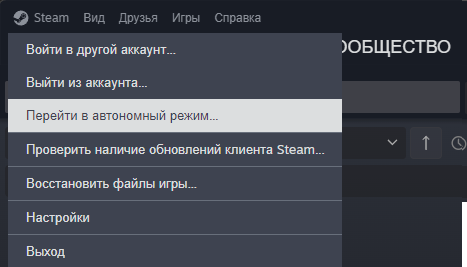 Steam Вид Друзья Игры Справка
Войти в другой аккаунт...
ООБЩЕСТВО
Выйти из аккаунта...
Перейти в автономный режим...
Проверить наличие обновлений клиента Steam...
Восстановить файлы игры...
Настройки
Выход